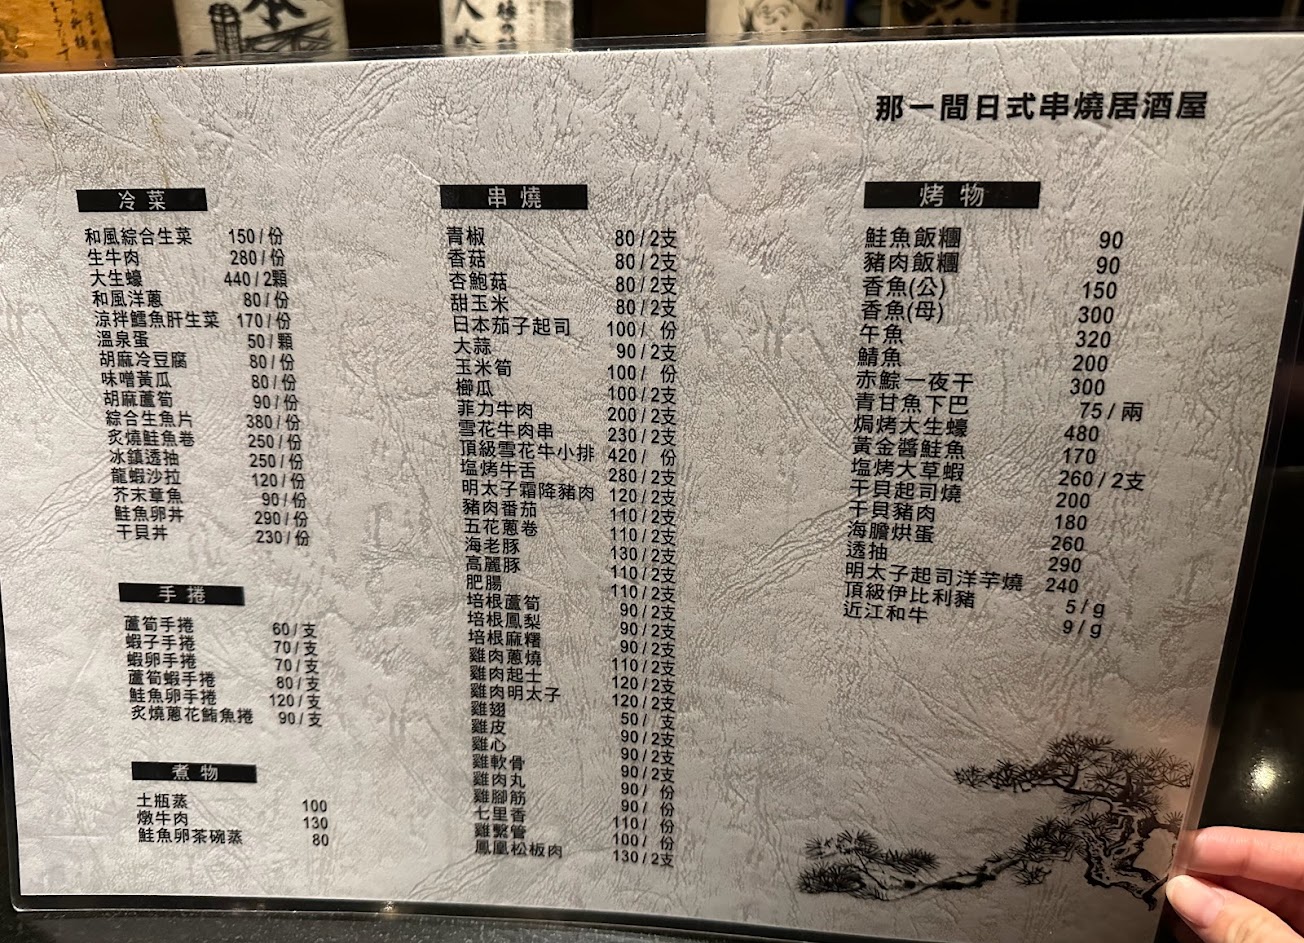 那一間日式串燒居酒屋
冷菜
和風綜合生菜 150/份
生牛肉 280/份
大生蠔 440/2顆
和風洋蔥 80/份
涼拌鱈魚肝生菜 170/份
溫泉蛋 50/顆
胡麻冷豆腐 80/份
味噌黃瓜 80/份
胡麻蘆筍 90/份
綜合生魚片 380/份
炙燒鮭魚卷 250/份
冰鎮透抽 250/份
龍蝦沙拉 120/份
芥末章魚 90/份
鮭魚卵丼 290/份
干貝丼 230/份
手捲
蘆筍手捲 60/支
蝦子手捲 70/支
蝦卵手捲 70/支
蘆筍蝦手捲 80/支
鮭魚卵手捲 120/支
炙燒蔥花鮪魚捲 90/支
煮物
土瓶蒸 100
燉牛肉 130
鮭魚卵茶碗蒸 80
串燒
青椒 80/2支
香菇 80/2支
杏鮑菇 80/2支
甜玉米 80/2支
日本茄子起司 100/份
大蒜 90/2支
玉米筍 100/份
櫛瓜 100/2支
菲力牛肉 200/2支
雪花牛肉串 230/2支
頂級雪花牛小排 420/份
塩烤牛舌 280/2支
明太子霜降豬肉 120/2支
豬肉番茄 110/2支
五花蔥卷 110/2支
海老豚 130/2支
高麗豚 110/2支
肥腸 110/2支
培根蘆筍 90/2支
培根鳳梨 90/2支
培根麻糬 90/2支
雞肉蔥燒 110/2支
雞肉起士 120/2支
雞肉明太子 120/2支
雞翅 50/支
雞皮 90/2支
雞心 90/2支
雞軟骨 90/2支
雞肉丸 90/份
雞腳筋 90/份
七里香 110/份
雞繫管 100/份
鳳凰松板肉 130/2支
烤物
鮭魚飯糰 90
豬肉飯糰 90
香魚(公) 150
香魚(母) 300
午魚 320
鯖魚 200
赤鯮一夜干 300
青甘魚下巴 75/兩
焗烤大生蠔 480
黃金醬鮭魚 170
塩烤大草蝦 260/2支
干貝起司燒 200
干貝豬肉 180
海膽烘蛋 260
透抽 290
明太子起司洋芋燒 240
頂級伊比利豬 5/g
近江和牛 9/g